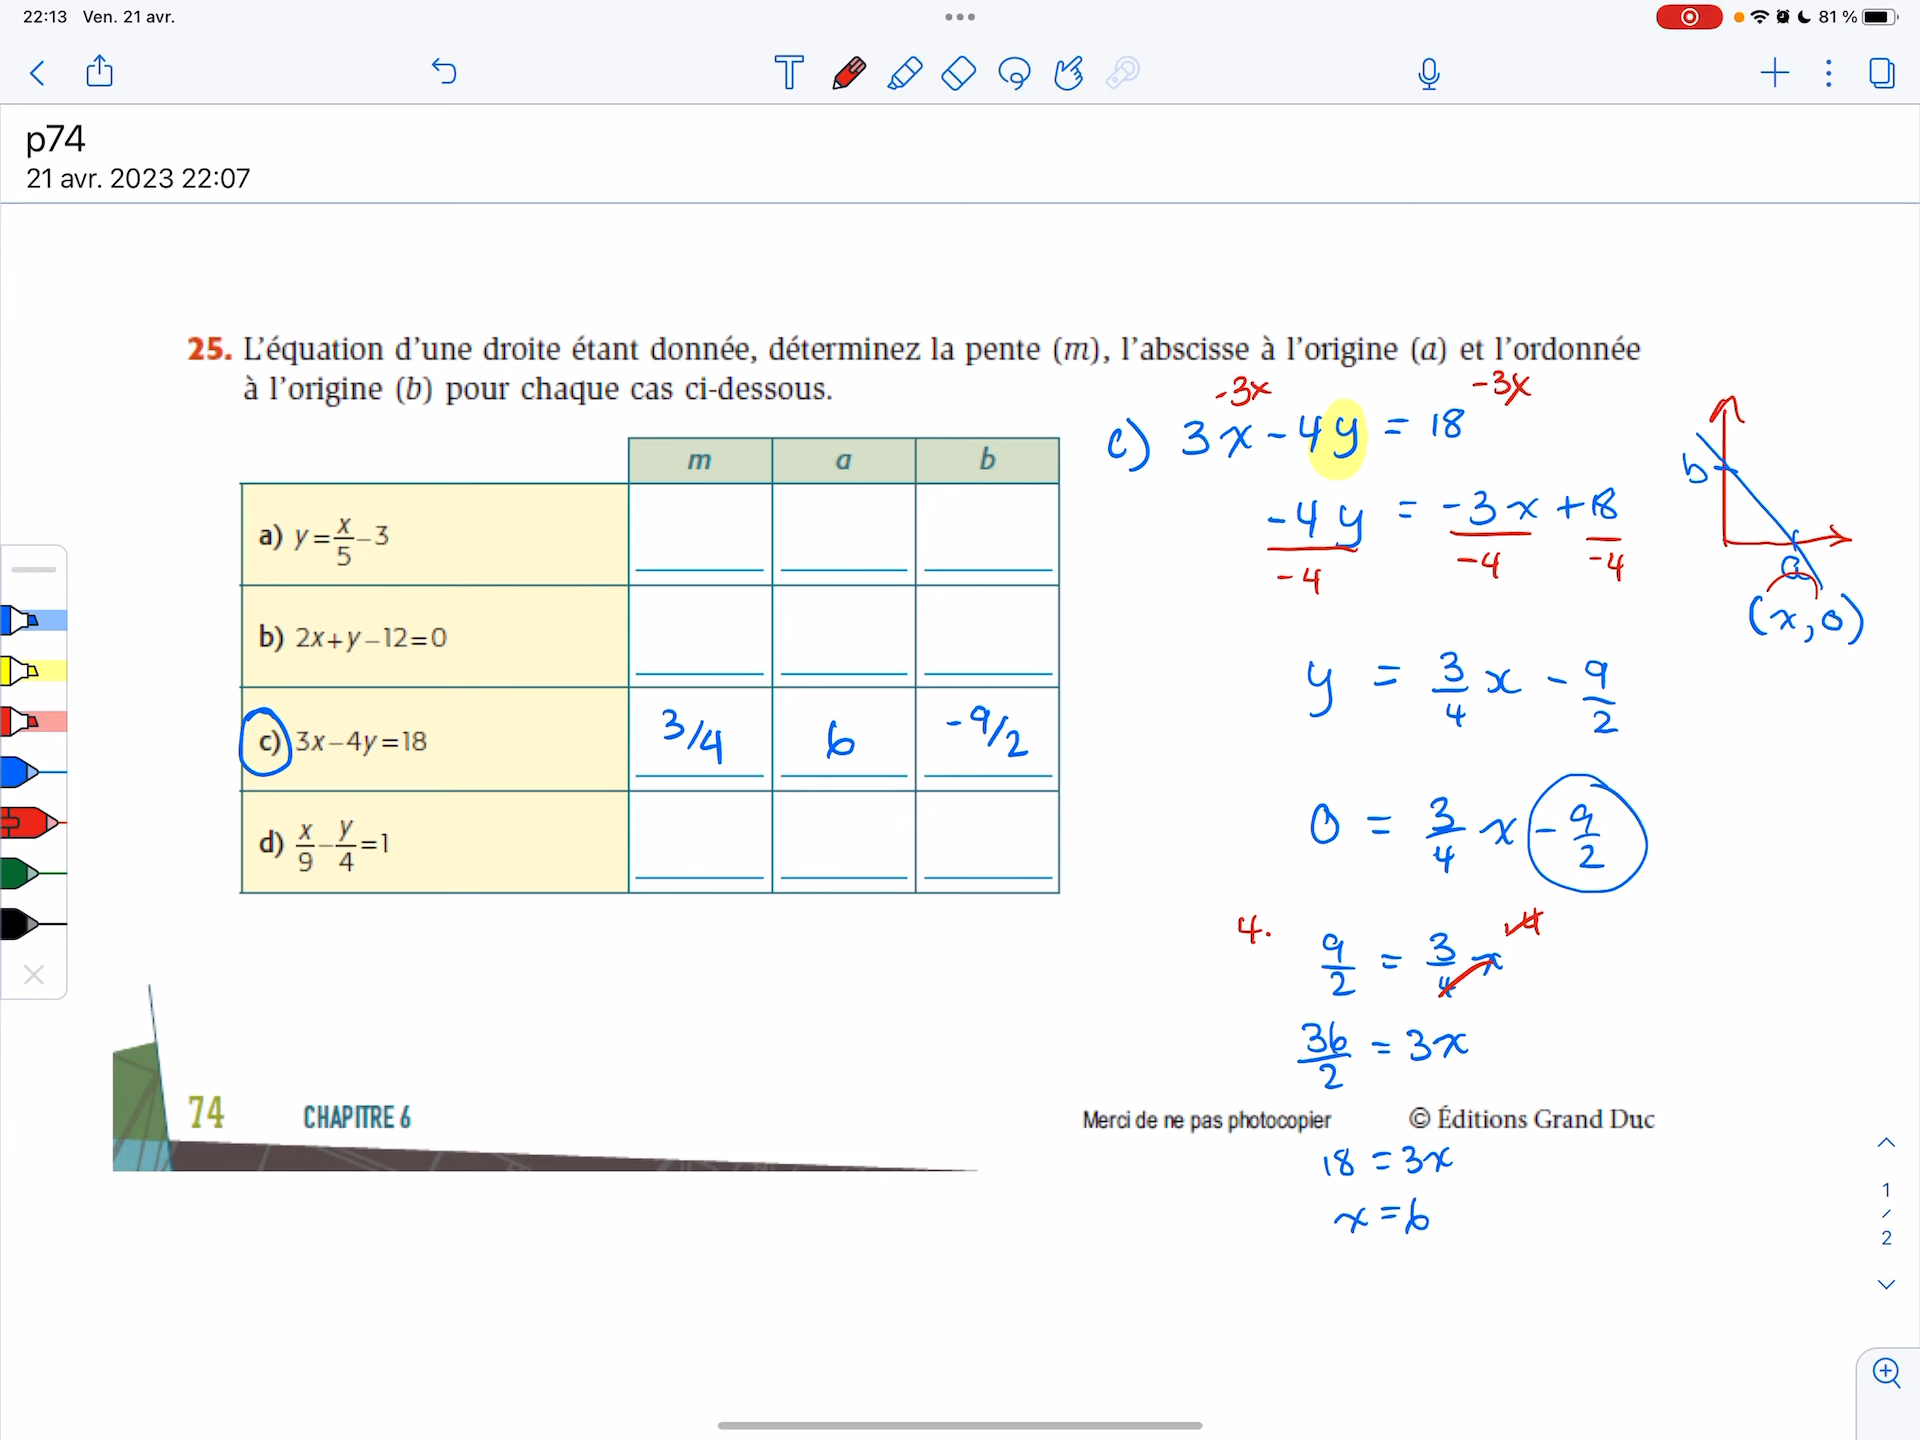 22:13 Ven. 21 avr.
81 %
p74
21 avr. 2023 22:07
25. L'équation d'une droite étant donnée, déterminez la pente (m), l'abscisse à l'origine (a) et l'ordonnée
à l'origine (b) pour chaque cas ci-dessous.
m a b
a) y = x/5 – 3
b) 2x + y – 12 = 0
c) 3x – 4y = 18 3/4 6 -9/2
d) x/9 – y/4 = 1
-3x -3x
c) 3x - 4y = 18
-4y = -3x + 18
-4 -4 -4
y = 3/4 x - 9/2
0 = 3/4 x - 9/2
4. 9/2 = 3/4 x .4
36/2 = 3x
18 = 3x
x = 6
b
a
(x, 0)
74 CHAPITRE 6
Merci de ne pas photocopier © Éditions Grand Duc
1
/
2